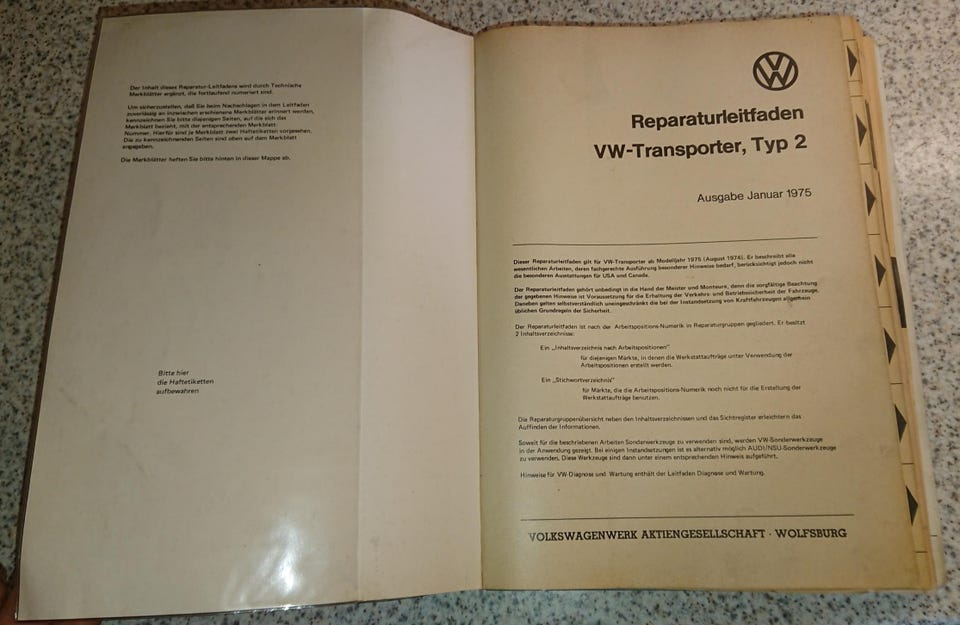 Der Inhalt dieses Reparatur-Leitfadens wird durch Technische
Merkblätter ergänzt, die fortlaufend numeriert sind.
Um sicherzustellen, daß Sie beim Nachschlagen in dem Leitfaden
zuverlässig an inzwischen erschienene Merkblätter erinnert werden,
kennzeichnen Sie bitte diejenigen Seiten, auf die sich das
Merkblatt bezieht, mit der entsprechenden Merkblatt-
Nummer. Hierfür sind je Merkblatt zwei Haftetiketten vorgesehen.
Die zu kennzeichnenden Seiten sind oben auf dem Merkblatt
angegeben.
Die Merkblätter heften Sie bitte hinten in dieser Mappe ab.
Bitte hier
die Haftetiketten
aufbewahren
VW
Reparaturleitfaden
VW-Transporter, Typ 2
Ausgabe Januar 1975
Dieser Reparaturleitfaden gilt für VW-Transporter ab Modelljahr 1975 (August 1974). Er beschreibt alle
wesentlichen Arbeiten, deren fachgerechte Ausführung besonderer Hinweise bedarf, berücksichtigt jedoch nicht
die besonderen Ausstattungen für USA und Canada.
Der Reparaturleitfaden gehört unbedingt in die Hand der Meister und Monteure, denn die sorgfältige Beachtung
der gegebenen Hinweise ist Voraussetzung für die Erhaltung der Verkehrs- und Betriebssicherheit der Fahrzeuge.
Daneben gelten selbstverständlich uneingeschränkt die bei der Instandsetzung von Kraftfahrzeugen allgemein
üblichen Grundregeln der Sicherheit.
Der Reparaturleitfaden ist nach der Arbeitspositions-Numerik in Reparaturgruppen gegliedert. Er besitzt
2 Inhaltsverzeichnisse:
Ein „Inhaltsverzeichnis nach Arbeitspositionen"
für diejenigen Märkte, in denen die Werkstattaufträge unter Verwendung der
Arbeitspositionen erstellt werden.
Ein „Stichwortverzeichnis"
für Märkte, die die Arbeitspositions-Numerik noch nicht für die Erstellung der
Werkstattaufträge benutzen.
Die Reparaturgruppenübersicht neben den Inhaltsverzeichnissen und das Sichtregister erleichtern das
Auffinden der Informationen.
Soweit für die beschriebenen Arbeiten Sonderwerkzeuge zu verwenden sind, werden VW-Sonderwerkzeuge
in der Anwendung gezeigt. Bei einigen Instandsetzungen ist es alternativ möglich AUDI/NSU-Sonderwerkzeuge
zu verwenden. Diese Werkzeuge sind dann unter einem entsprechenden Hinweis aufgeführt.
Hinweise für VW-Diagnose und Wartung enthält der Leitfaden Diagnose und Wartung.
VOLKSWAGENWERK AKTIENGESELLSCHAFT · WOLFSBURG